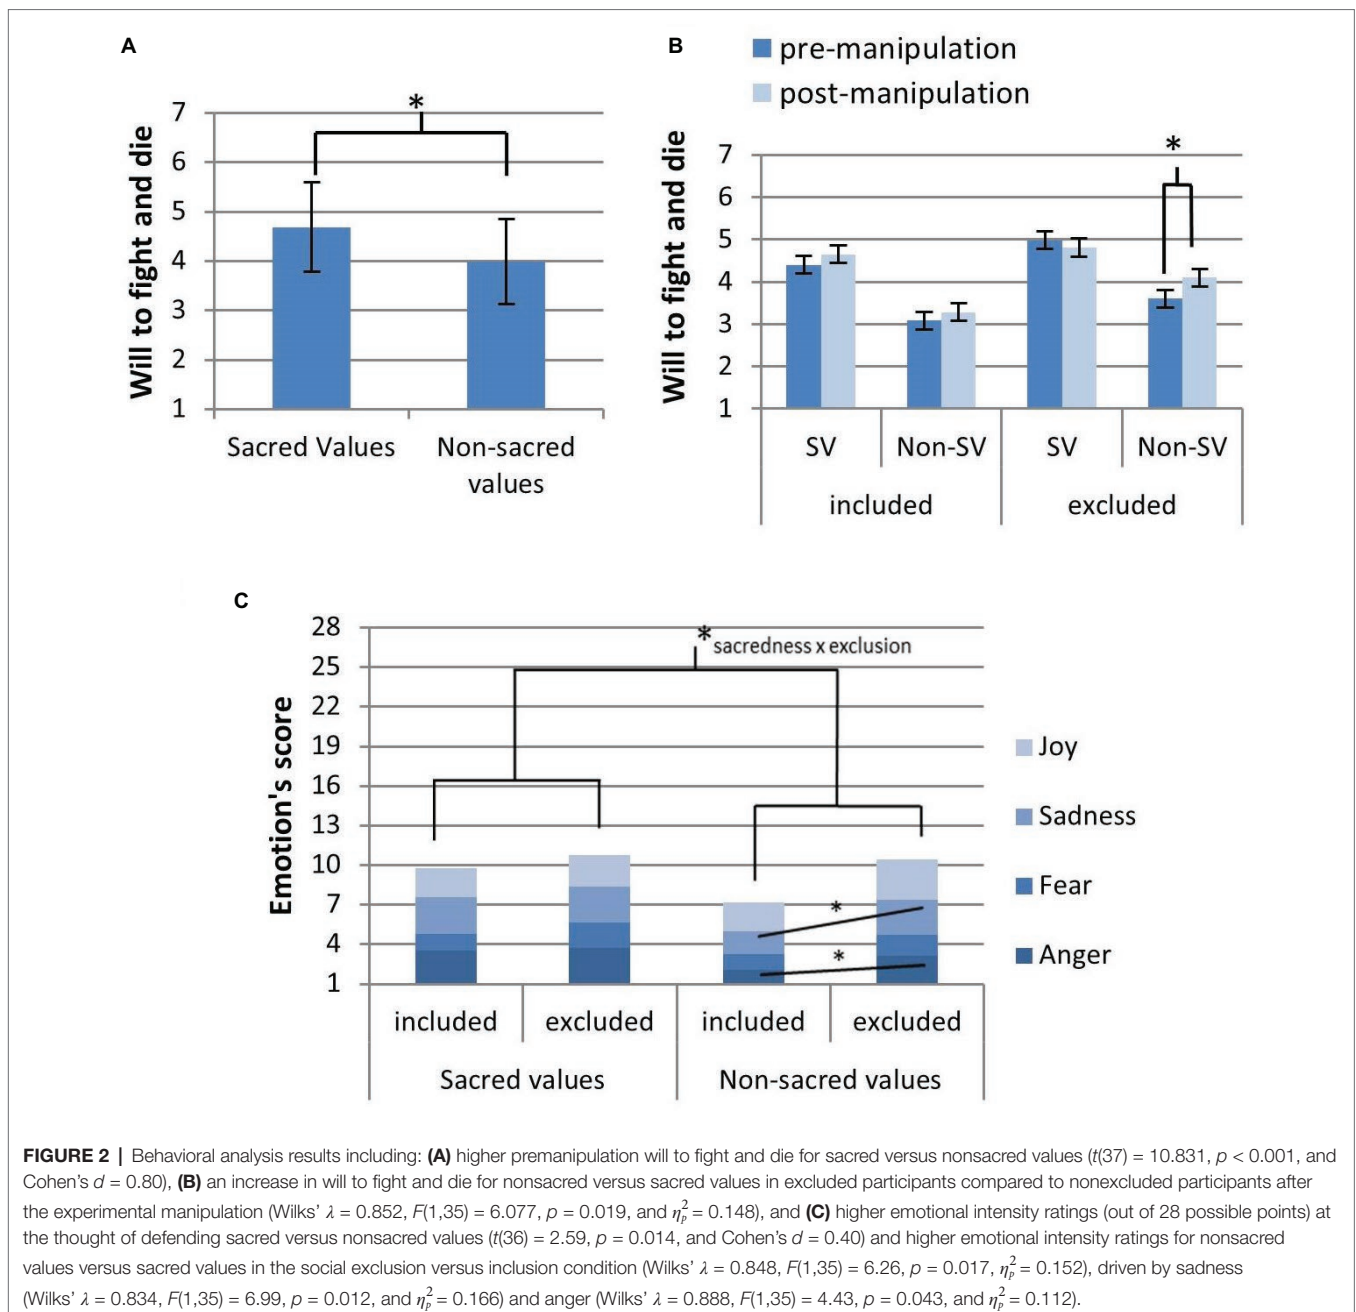 A
*
7
6
5
4
3
2
1
Will to fight and die
Sacred Values
Non-sacred
values
B
pre-manipulation
post-manipulation
*
7
6
5
4
3
2
1
Will to fight and die
SV
Non-SV
SV
Non-SV
included
excluded
C
28
25
22
19
16
13
10
7
4
1
Emotion's score
* sacredness x exclusion
*
*
Joy
Sadness
Fear
Anger
included
excluded
included
excluded
Sacred values
Non-sacred values
FIGURE 2 | Behavioral analysis results including: (A) higher premanipulation will to fight and die for sacred versus nonsacred values (t(37) = 10.831, p < 0.001, and
Cohen's d = 0.80), (B) an increase in will to fight and die for nonsacred versus sacred values in excluded participants compared to nonexcluded participants after
the experimental manipulation (Wilks' λ = 0.852, F(1,35) = 6.077, p = 0.019, and η²ₚ = 0.148), and (C) higher emotional intensity ratings (out of 28 possible points) at
the thought of defending sacred versus nonsacred values (t(36) = 2.59, p = 0.014, and Cohen's d = 0.40) and higher emotional intensity ratings for nonsacred
values versus sacred values in the social exclusion versus inclusion condition (Wilks' λ = 0.848, F(1,35) = 6.26, p = 0.017, η²ₚ = 0.152), driven by sadness
(Wilks' λ = 0.834, F(1,35) = 6.99, p = 0.012, and η²ₚ = 0.166) and anger (Wilks' λ = 0.888, F(1,35) = 4.43, p = 0.043, and η²ₚ = 0.112).